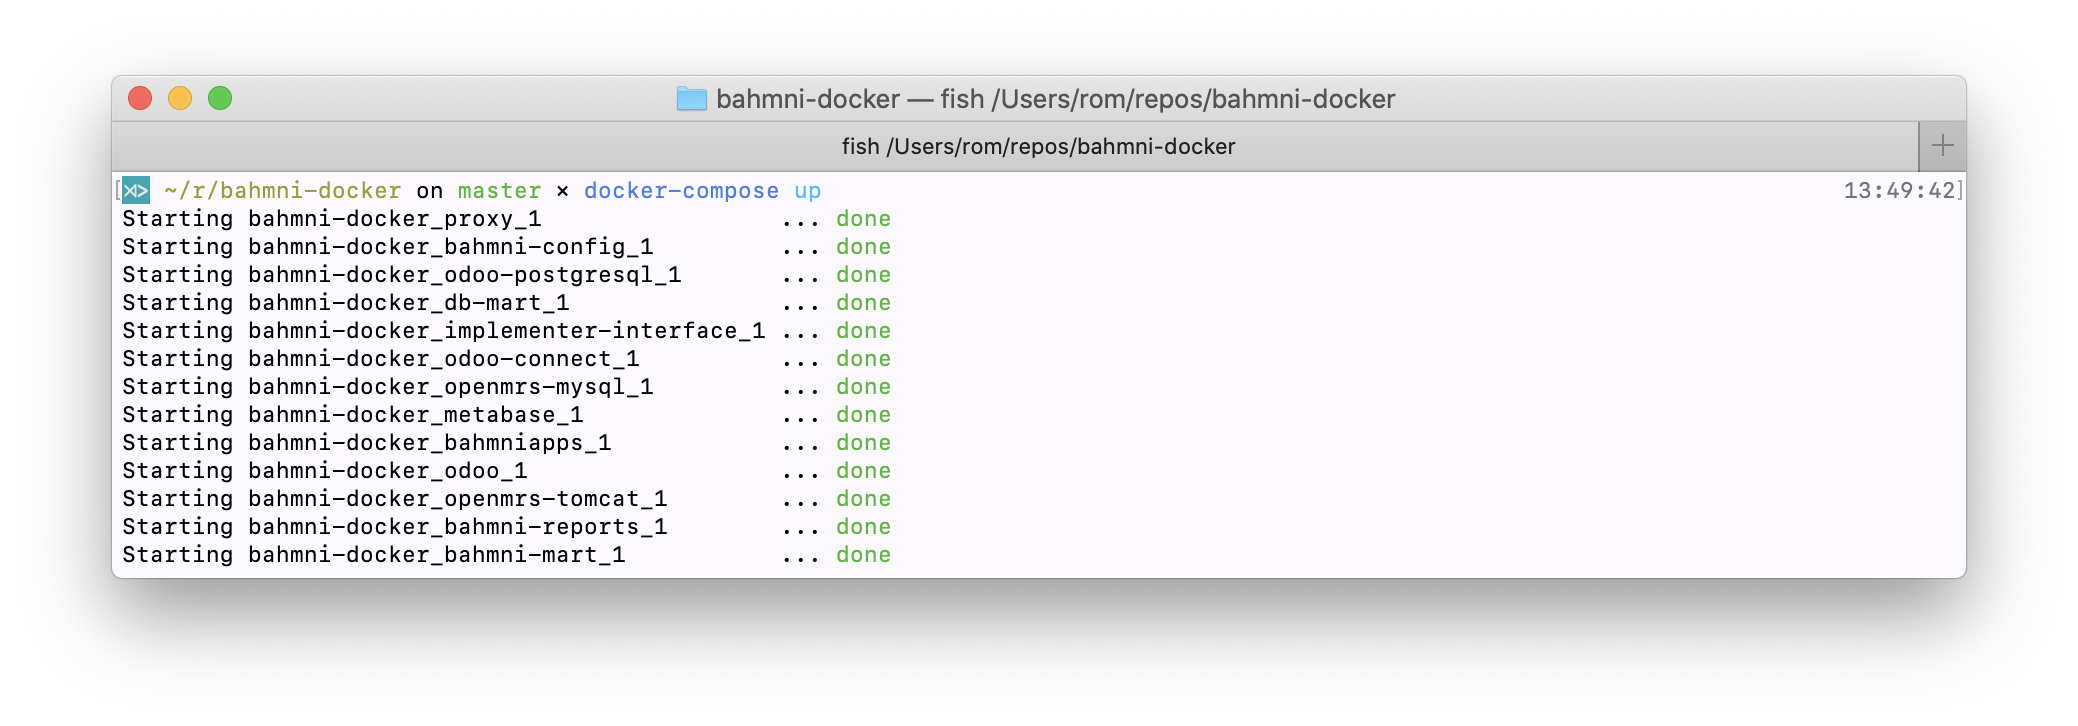 bahmni-docker — fish /Users/rom/repos/bahmni-docker
fish /Users/rom/repos/bahmni-docker
[⋊> ~/r/bahmni-docker on master × docker-compose up 13:49:42]
Starting bahmni-docker_proxy_1 ... done
Starting bahmni-docker_bahmni-config_1 ... done
Starting bahmni-docker_odoo-postgresql_1 ... done
Starting bahmni-docker_db-mart_1 ... done
Starting bahmni-docker_implementer-interface_1 ... done
Starting bahmni-docker_odoo-connect_1 ... done
Starting bahmni-docker_openmrs-mysql_1 ... done
Starting bahmni-docker_metabase_1 ... done
Starting bahmni-docker_bahmniapps_1 ... done
Starting bahmni-docker_odoo_1 ... done
Starting bahmni-docker_openmrs-tomcat_1 ... done
Starting bahmni-docker_bahmni-reports_1 ... done
Starting bahmni-docker_bahmni-mart_1 ... done